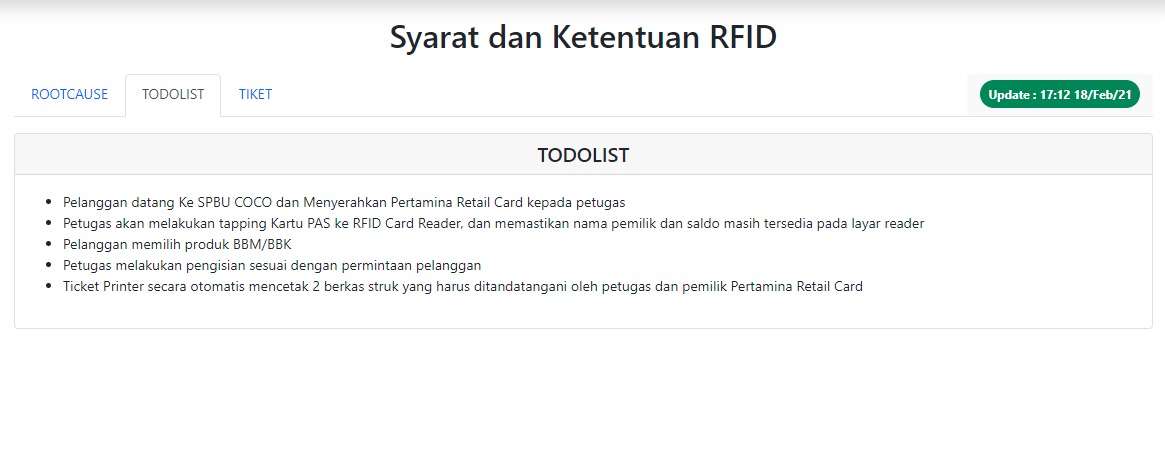 Syarat dan Ketentuan RFID
ROOTCAUSE TODOLIST TIKET Update : 17:12 18/Feb/21
TODOLIST
Pelanggan datang Ke SPBU COCO dan Menyerahkan Pertamina Retail Card kepada petugas
Petugas akan melakukan tapping Kartu PAS ke RFID Card Reader, dan memastikan nama pemilik dan saldo masih tersedia pada layar reader
Pelanggan memilih produk BBM/BBK
Petugas melakukan pengisian sesuai dengan permintaan pelanggan
Ticket Printer secara otomatis mencetak 2 berkas struk yang harus ditandatangani oleh petugas dan pemilik Pertamina Retail Card